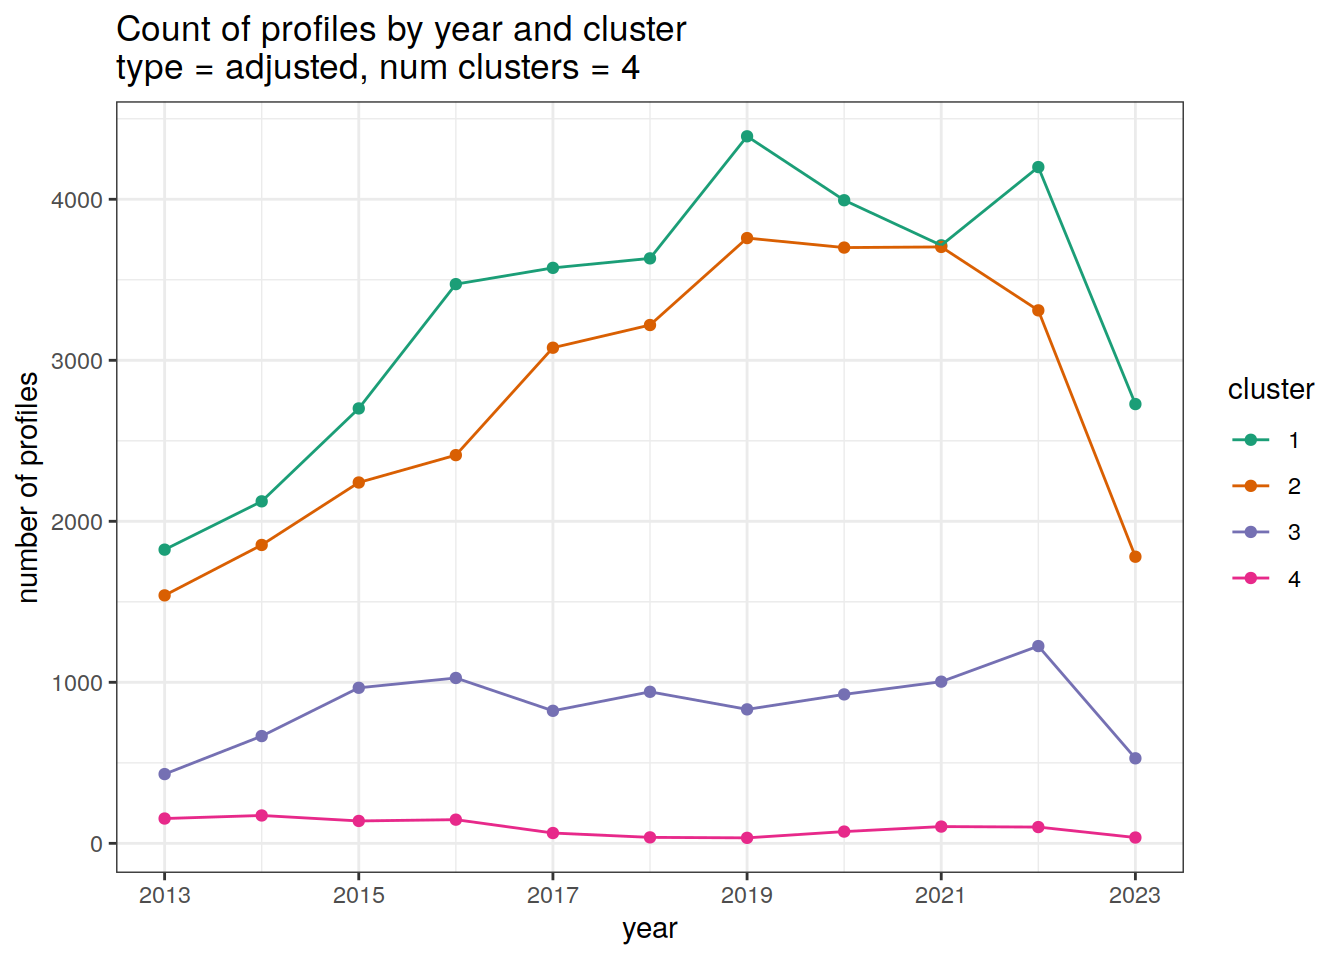 Count of profiles by year and cluster
type = adjusted, num clusters = 4
number of profiles
4000
3000
2000
1000
0
2013 2015 2017 2019 2021 2023
year
cluster
1
2
3
4